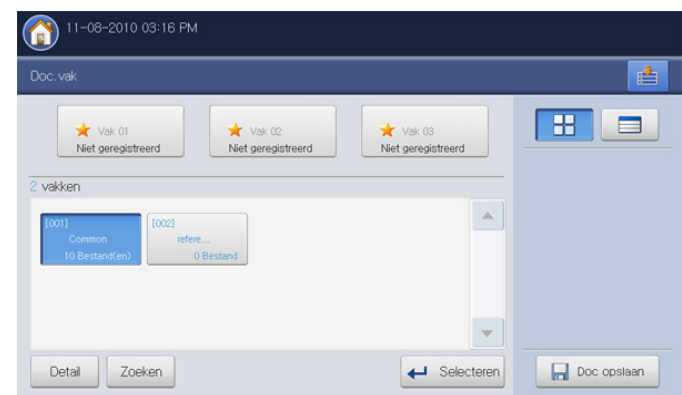 11-08-2010 03:16 PM
Doc.vak
Vak 01
Niet geregistreerd
Vak 02
Niet geregistreerd
Vak 03
Niet geregistreerd
2 vakken
[001]
Common
10 Bestand(en)
[002]
refere...
0 Bestand
Detail
Zoeken
Selecteren
Doc opslaan